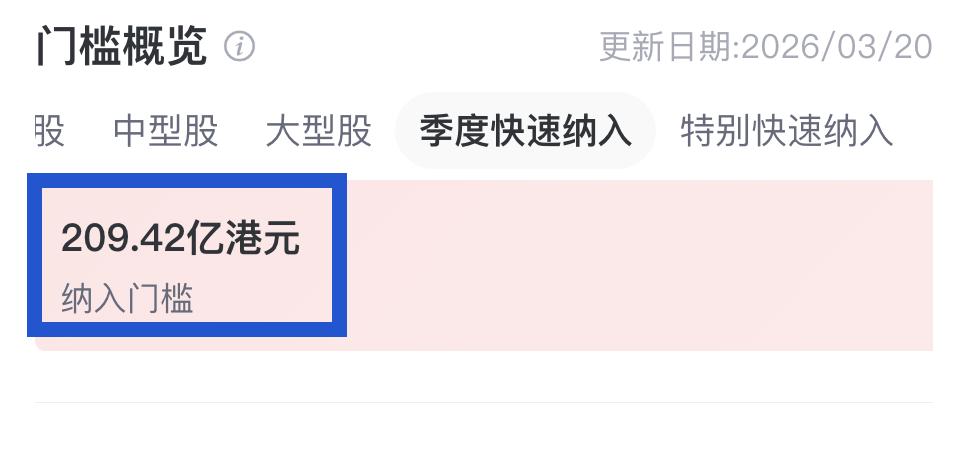 门槛概览 更新日期:2026/03/20
股 中型股 大型股 季度快速纳入 特别快速纳入
209.42亿港元
纳入门槛